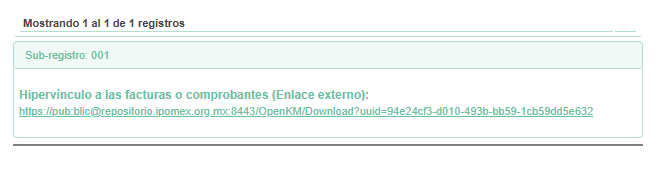 Mostrando 1 al 1 de 1 registros
Sub-registro: 001
Hipervínculo a las facturas o comprobantes (Enlace externo):
https://pub:blic@repositorio.ipomex.org.mx:8443/OpenKM/Download?uuid=94e24cf3-d010-493b-bb59-1cb59dd5e632